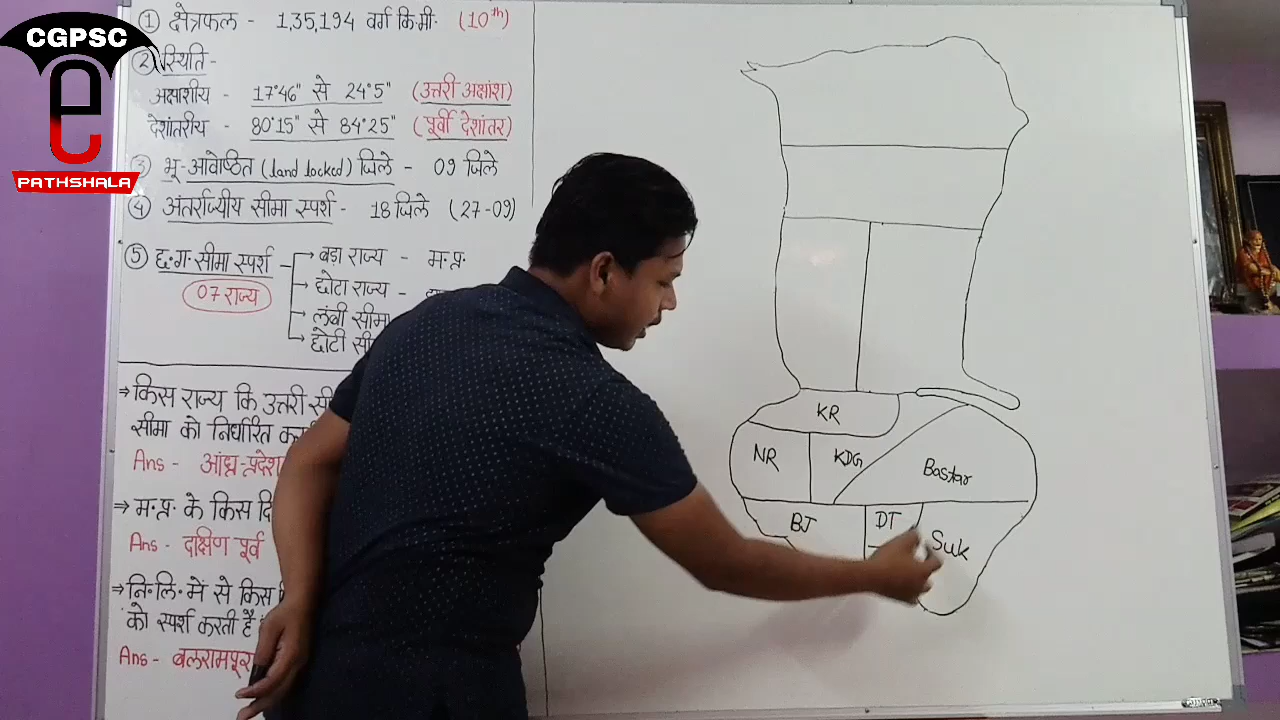 CGPSC
e
PATHSHALA
① क्षेत्रफल - 1,35,194 वर्ग कि.मी. (10th)
② स्थिति -
अक्षांशीय - 17°46" से 24°5" (उत्तरी अक्षांश)
देशांतरीय - 80°15" से 84°25" (पूर्वी देशांतर)
③ भू-आवेष्ठित (land locked) जिले - 09 जिले
④ अंतर्राज्यीय सीमा स्पर्श - 18 जिले (27-09)
⑤ छ.ग. सीमा स्पर्श
07 राज्य
बड़ा राज्य - म.प्र.
छोटा राज्य -
लंबी सीमा
छोटी
→ किस राज्य कि उत्तरी
सीमा को निर्धारित
Ans - आंध्र-प्रदेश
→ म.प्र. के किस
Ans - दक्षिण पूर्व
→ नि.लि. में से किस
को स्पर्श करती है
Ans - बलरामपुर
KR
NR
KDG
Bastar
BJ
DT
Suk